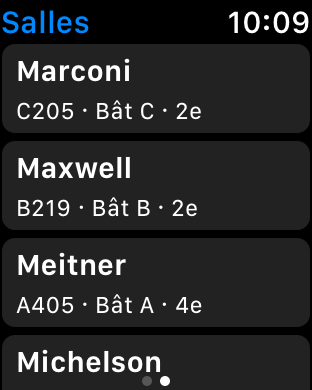 Salles 10:09
Marconi
C205 · Bât C · 2e
Maxwell
B219 · Bât B · 2e
Meitner
A405 · Bât A · 4e
Michelson